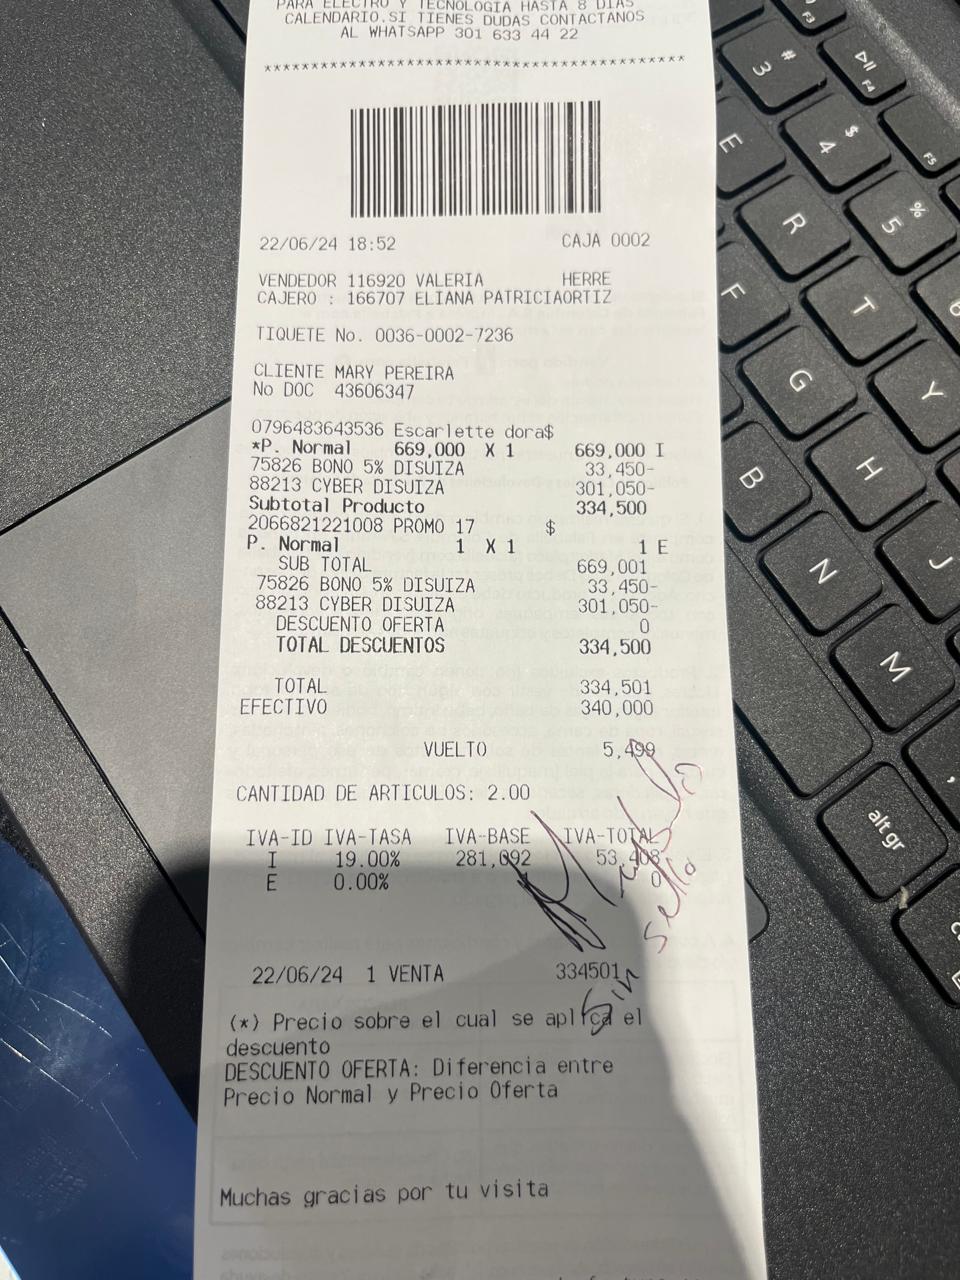 PARA ELECTRO Y TECNOLOGIA HASTA 8 DIAS
CALENDARIO.SI TIENES DUDAS CONTACTANOS
AL WHATSAPP 301 633 44 22
*******************************************
22/06/24 18:52 CAJA 0002
VENDEDOR 116920 VALERIA HERRE
CAJERO : 166707 ELIANA PATRICIAORTIZ
TIQUETE No. 0036-0002-7236
CLIENTE MARY PEREIRA
No DOC 43606347
0796483643536 Escarlette dora$
*P. Normal 669,000 X 1 669,000 I
75826 BONO 5% DISUIZA 33,450-
88213 CYBER DISUIZA 301,050-
Subtotal Producto 334,500
2066821221008 PROMO 17 $
P. Normal 1 X 1 1 E
SUB TOTAL 669,001
75826 BONO 5% DISUIZA 33,450-
88213 CYBER DISUIZA 301,050-
DESCUENTO OFERTA 0
TOTAL DESCUENTOS 334,500
TOTAL 334,501
EFECTIVO 340,000
VUELTO 5,499
CANTIDAD DE ARTICULOS: 2.00
IVA-ID IVA-TASA IVA-BASE IVA-TOTAL
I 19.00% 281,092 53,408
E 0.00% 0
Sin sello
22/06/24 1 VENTA 334501
(*) Precio sobre el cual se aplica el
descuento
DESCUENTO OFERTA: Diferencia entre
Precio Normal y Precio Oferta
Muchas gracias por tu visita
# 3
F3
F4
$ 4
F5
% 5
E
R
T
Y
F
G
H
J
B
N
M
,
alt gr